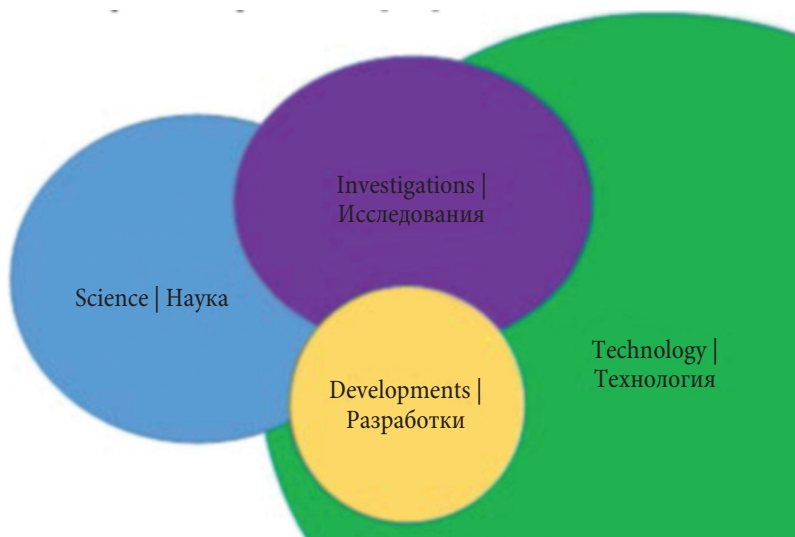 Investigations |
Исследования
Science | Наука
Technology |
Технология
Developments |
Разработки